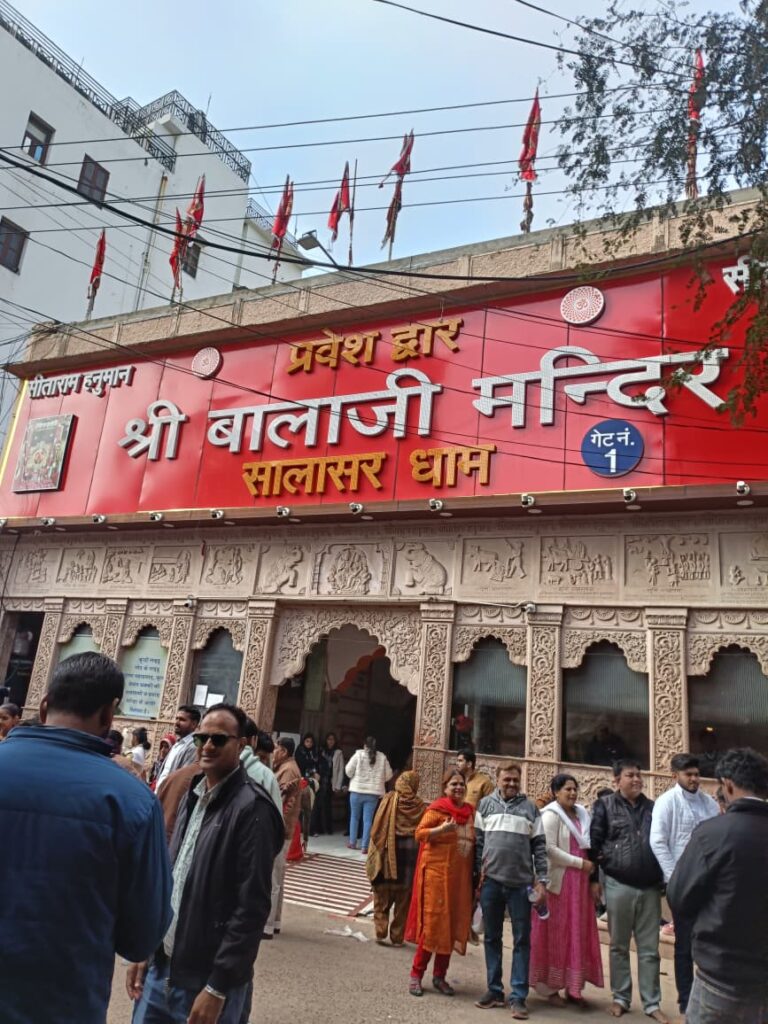 प्रवेश द्वार
सीताराम हनुमान
श्री बालाजी मन्दिर
सालासर धाम
गेट नं.
1